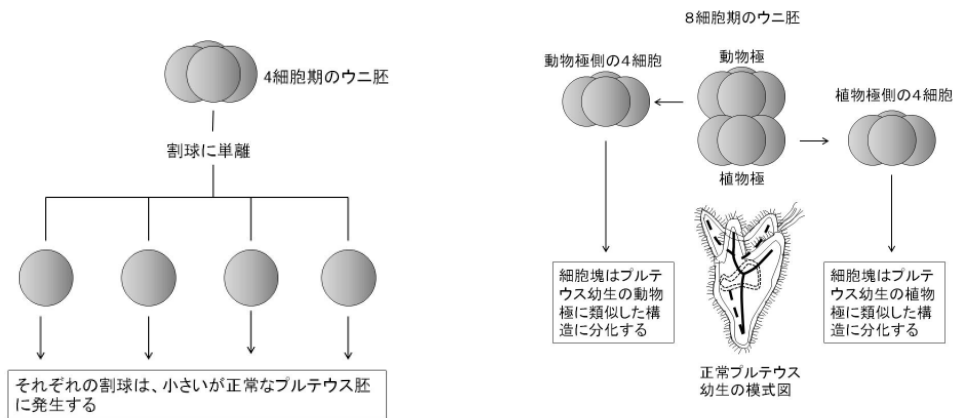 4細胞期のウニ胚
割球に単離
それぞれの割球は、小さいが正常なプルテウス胚
に発生する
8細胞期のウニ胚
動物極側の4細胞
動物極
植物極側の4細胞
植物極
細胞塊はプルテ
ウス幼生の動物
極に類似した構
造に分化する
細胞塊はプルテ
ウス幼生の植物
極に類似した構
造に分化する
正常プルテウス
幼生の模式図